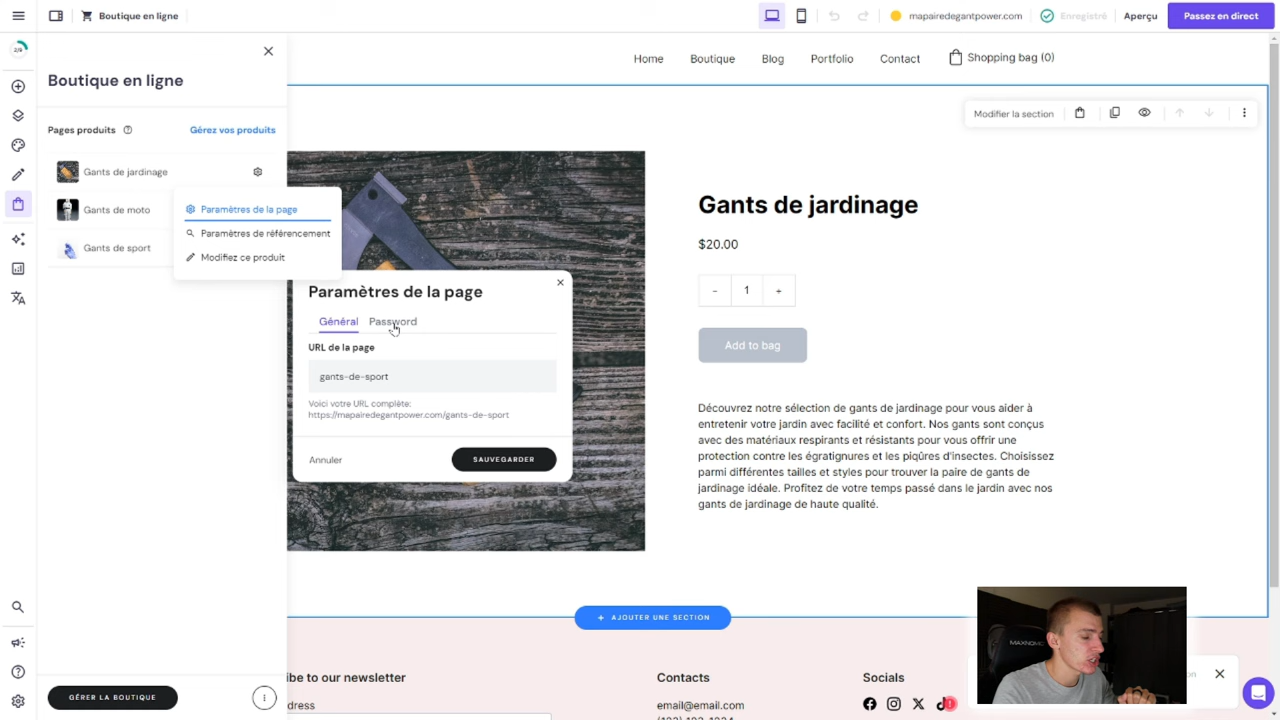 Boutique en ligne
mapairedegantpower.com
Enregistré
Aperçu
Passez en direct
2/8
Boutique en ligne
Pages produits
Gérez vos produits
Gants de jardinage
Gants de moto
Gants de sport
Paramètres de la page
Paramètres de référencement
Modifiez ce produit
Home
Boutique
Blog
Portfolio
Contact
Shopping bag (0)
Modifier la section
Paramètres de la page
Général
Password
URL de la page
gants-de-sport
Voici votre URL complète:
https://mapairedegantpower.com/gants-de-sport
Annuler
SAUVEGARDER
Gants de jardinage
$20.00
- 1 +
Add to bag
Découvrez notre sélection de gants de jardinage pour vous aider à
entretenir votre jardin avec facilité et confort. Nos gants sont conçus
avec des matériaux respirants et résistants pour vous offrir une
protection contre les égratignures et les piqûres d'insectes. Choisissez
parmi différentes tailles et styles pour trouver la paire de gants de
jardinage idéale. Profitez de votre temps passé dans le jardin avec nos
gants de jardinage de haute qualité.
+ AJOUTER UNE SECTION
ibe to our newsletter
dress
Contacts
email@email.com
Socials
1
MAXNOMIC
on
GÉRER LA BOUTIQUE